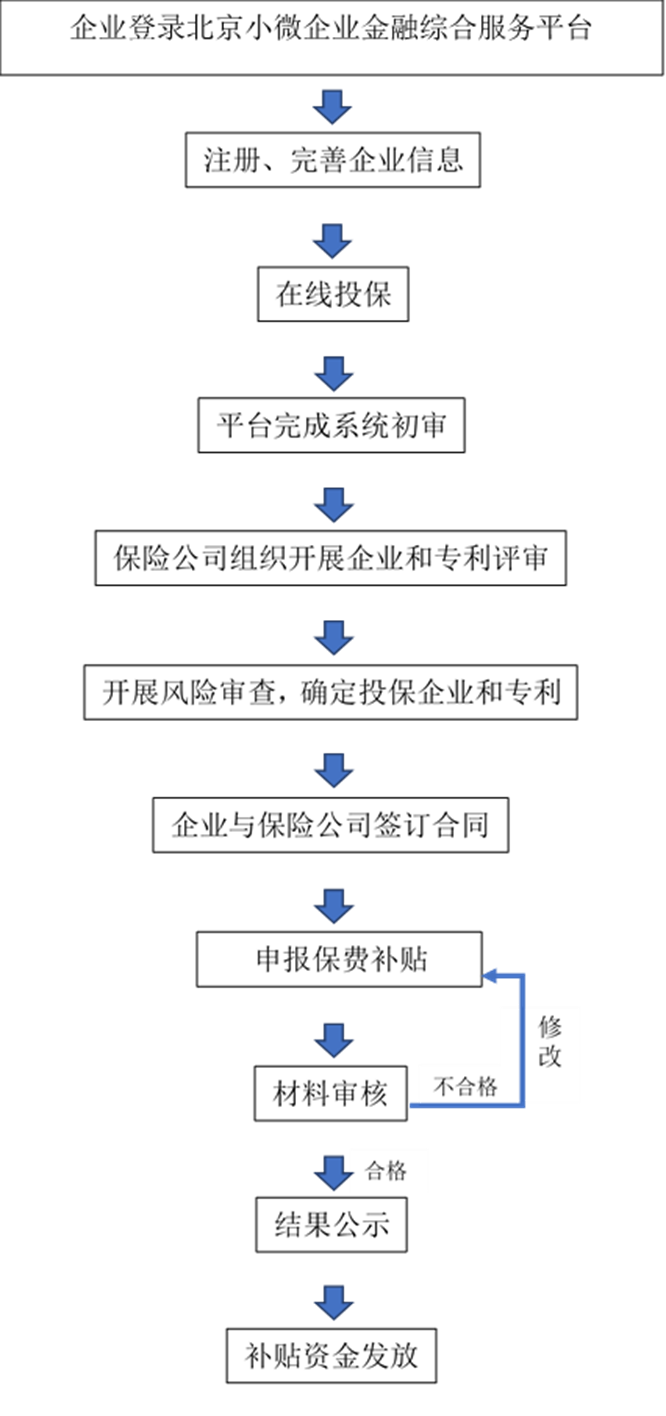 企业登录北京小微企业金融综合服务平台
注册、完善企业信息
在线投保
平台完成系统初审
保险公司组织开展企业和专利评审
开展风险审查，确定投保企业和专利
企业与保险公司签订合同
申报保费补贴
修
改
材料审核
不合格
合格
结果公示
补贴资金发放